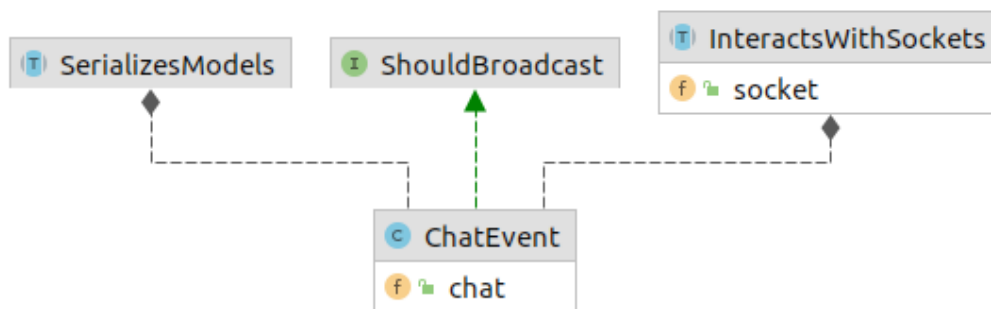 T SerializesModels
I ShouldBroadcast
T InteractsWithSockets
f socket
C ChatEvent
f chat